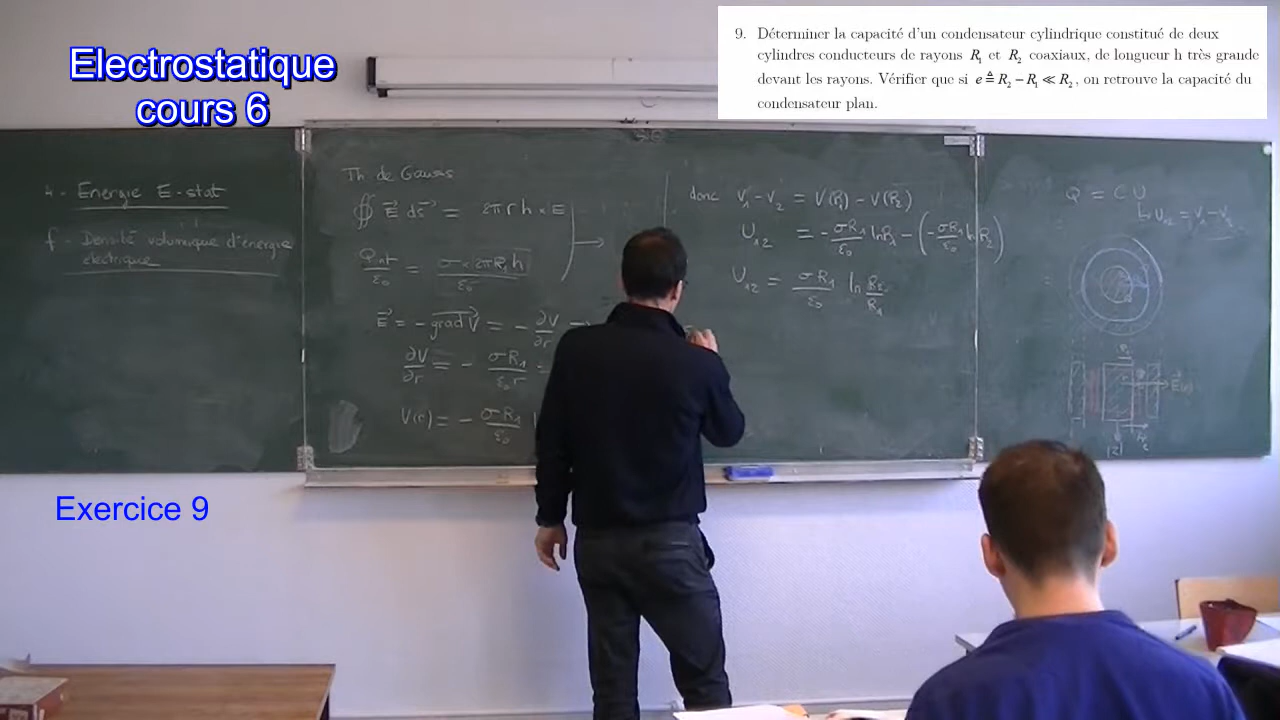 Electrostatique
cours 6
9. Déterminer la capacité d'un condensateur cylindrique constitué de deux
cylindres conducteurs de rayons R₁ et R₂ coaxiaux, de longueur h très grande
devant les rayons. Vérifier que si e ≜ R₂ − R₁ ≪ R₂, on retrouve la capacité du
condensateur plan.
4 - Energie E-stat
f - Densité volumique d'énergie
électrique
Th. de Gauss
∯ E⃗ dS⃗ = 2πrh × E
Qint/ε₀ = σ × 2πR₁h/ε₀
E⃗ = - grad⃗ V = - ∂V/∂r
∂V/∂r = - σR₁/ε₀r
V(r) = - σR₁/ε₀
donc V₁ - V₂ = V(R₁) - V(R₂)
U₁₂ = - σR₁/ε₀ ln R₁ - (- σR₁/ε₀ ln R₂)
U₁₂ = σR₁/ε₀ ln R₂/R₁
Q = C U
U₁₂ = V₁ - V₂
Exercice 9